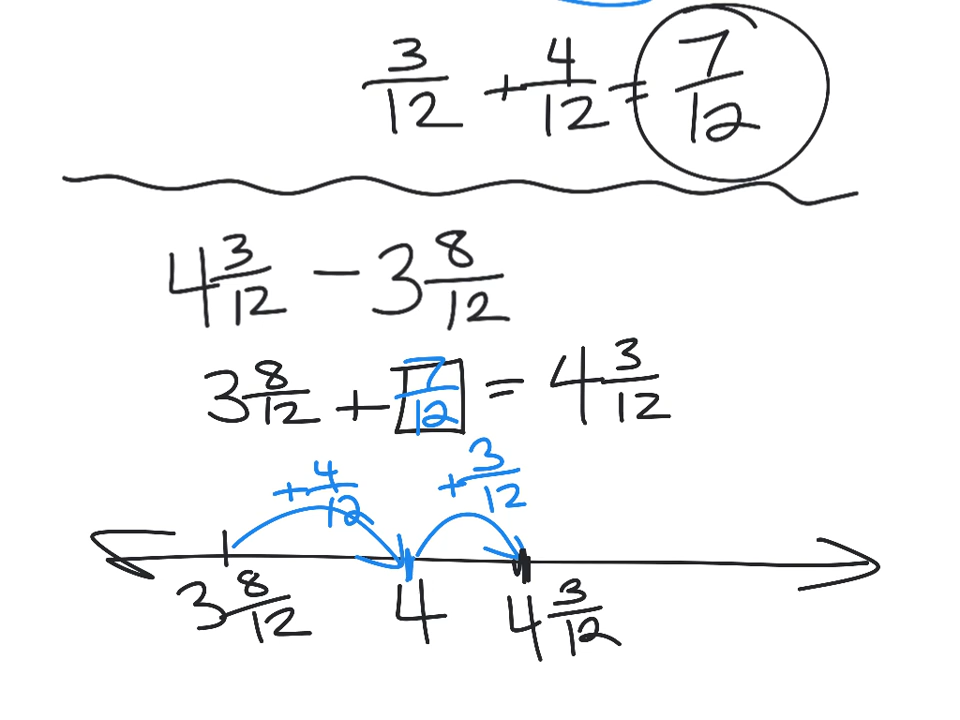 3/12 + 4/12 = 7/12
4 3/12 − 3 8/12
3 8/12 + 7/12 = 4 3/12
+4/12 +3/12
3 8/12 4 4 3/12